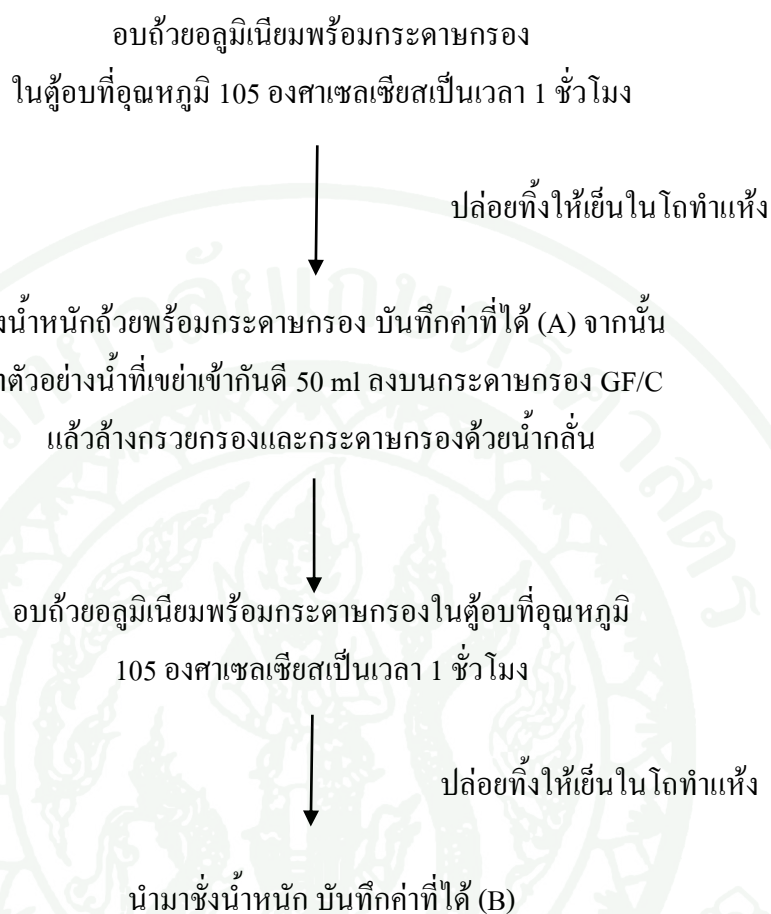 อบถ้วยอลูมิเนียมพร้อมกระดาษกรอง
ในตู้อบที่อุณหภูมิ 105 องศาเซลเซียสเป็นเวลา 1 ชั่วโมง
ปล่อยทิ้งให้เย็นในโถทำแห้ง
น้ำหนักถ้วยพร้อมกระดาษกรอง บันทึกค่าที่ได้ (A) จากนั้น
ตัวอย่างน้ำที่เขย่าเข้ากันดี 50 ml ลงบนกระดาษกรอง GF/C
แล้วล้างกรวยกรองและกระดาษกรองด้วยน้ำกลั่น
อบถ้วยอลูมิเนียมพร้อมกระดาษกรองในตู้อบที่อุณหภูมิ
105 องศาเซลเซียสเป็นเวลา 1 ชั่วโมง
ปล่อยทิ้งให้เย็นในโถทำแห้ง
นำมาชั่งน้ำหนัก บันทึกค่าที่ได้ (B)